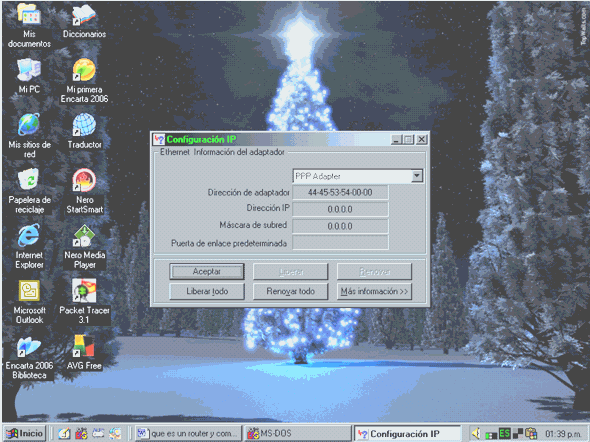 Mis
documentos
Diccionarios
Mi PC
Mi primera
Encarta 2006
Mis sitios de
red
Traductor
Papelera de
reciclaje
Nero
StartSmart
Internet
Explorer
Nero Media
Player
Microsoft
Outlook
Packet Tracer
3.1
Encarta 2006
Biblioteca
AVG Free
TopWalls.com
Configuración IP
Ethernet Información del adaptador
PPP Adapter
Dirección de adaptador
44-45-53-54-00-00
Dirección IP
0.0.0.0
Máscara de subred
0.0.0.0
Puerta de enlace predeterminada
Aceptar
Liberar
Renovar
Liberar todo
Renovar todo
Más información >>
Inicio
que es un router y com...
MS-DOS
Configuración IP
ES
01:39 p.m.